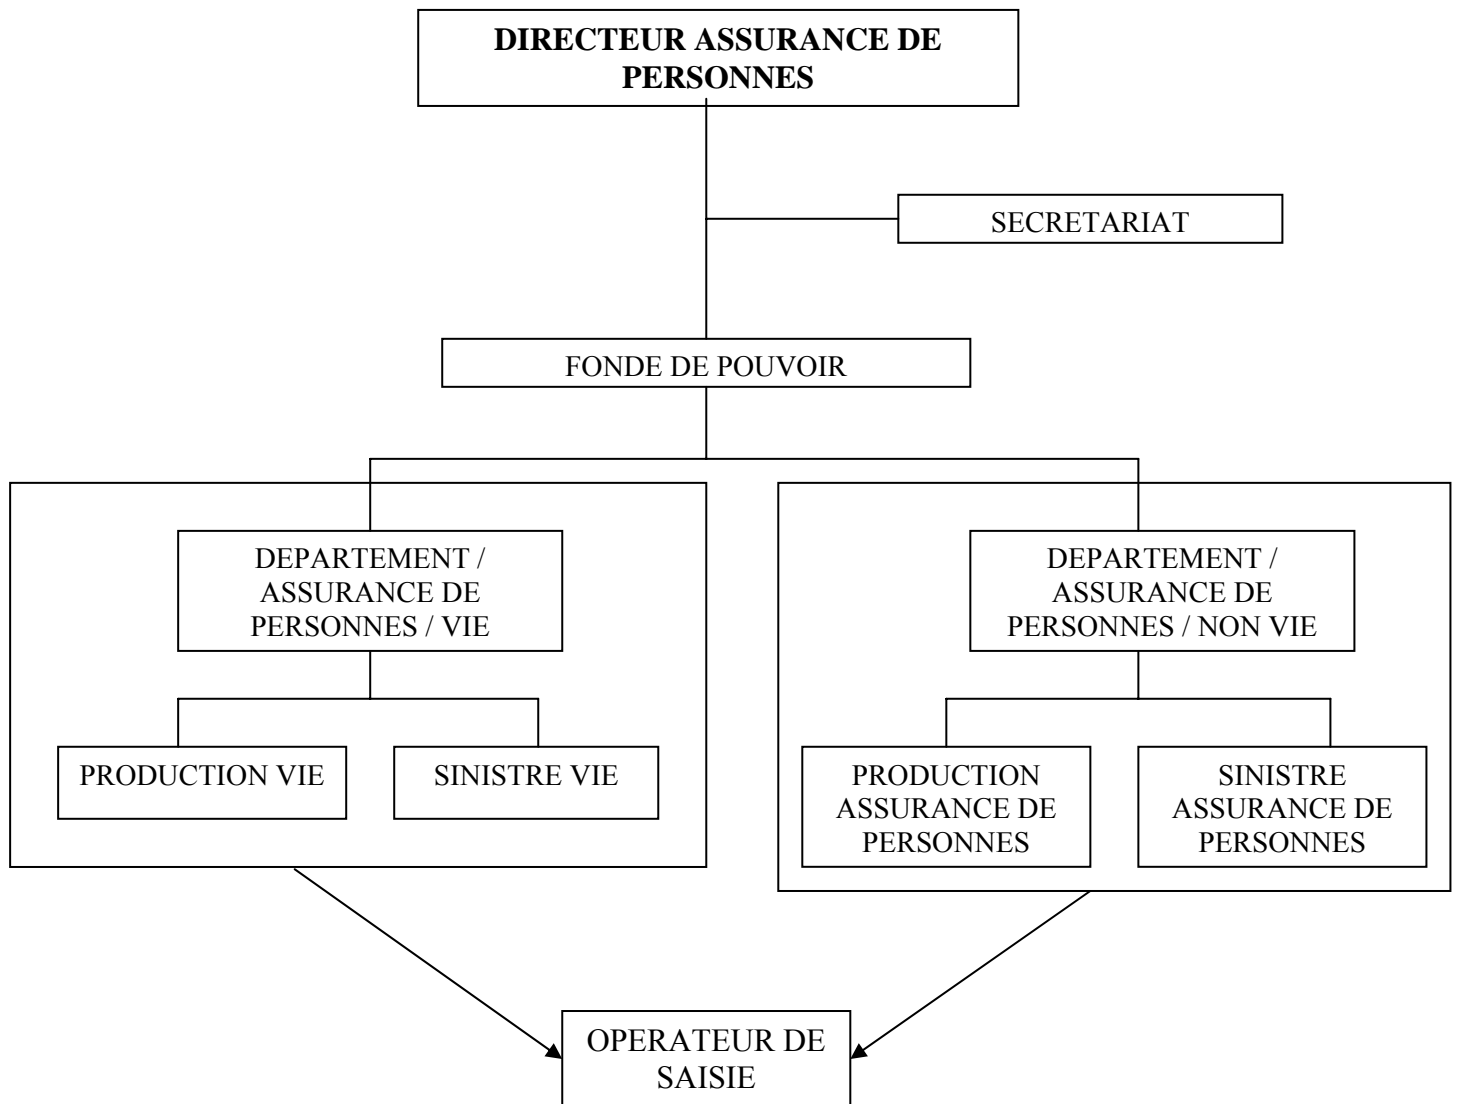 DIRECTEUR ASSURANCE DE
PERSONNES
SECRETARIAT
FONDE DE POUVOIR
DEPARTEMENT /
ASSURANCE DE
PERSONNES / VIE
DEPARTEMENT /
ASSURANCE DE
PERSONNES / NON VIE
PRODUCTION VIE
SINISTRE VIE
PRODUCTION
ASSURANCE DE
PERSONNES
SINISTRE
ASSURANCE DE
PERSONNES
OPERATEUR DE
SAISIE